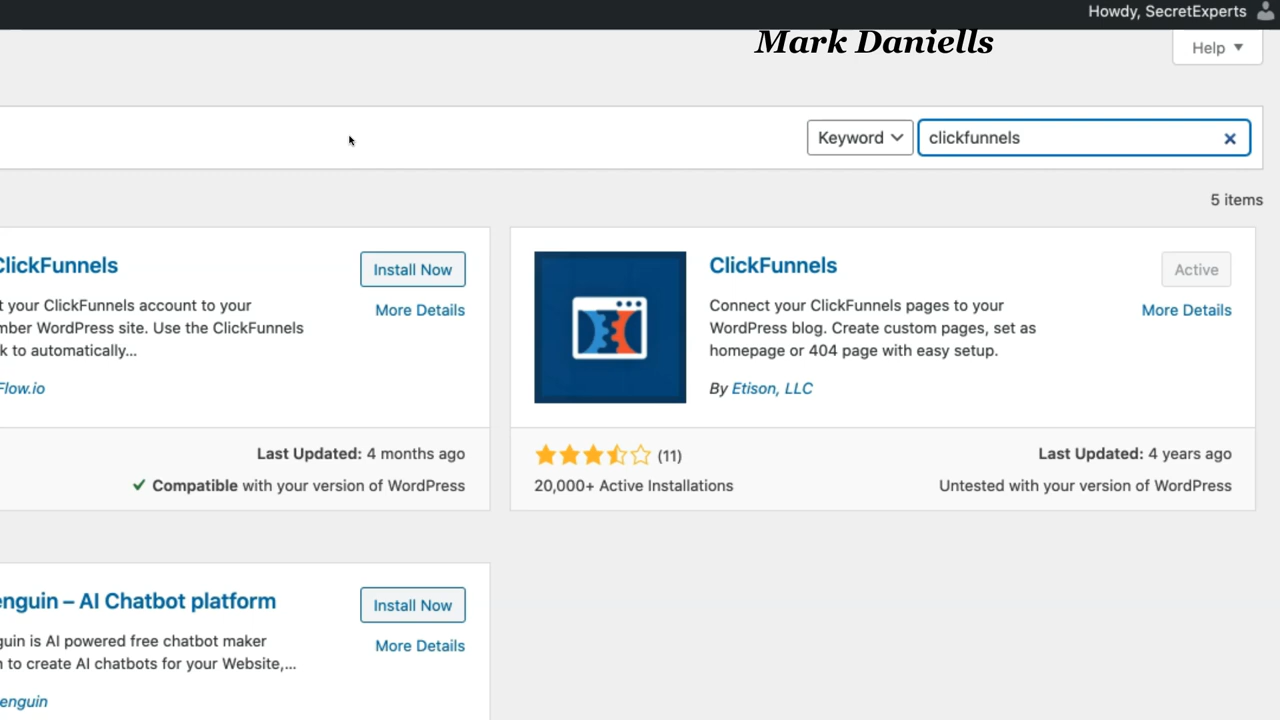 Howdy, SecretExperts
Mark Daniells
Help
Keyword
clickfunnels
5 items
ClickFunnels
Install Now
t your ClickFunnels account to your
mber WordPress site. Use the ClickFunnels
k to automatically...
More Details
Flow.io
Last Updated: 4 months ago
Compatible with your version of WordPress
ClickFunnels
Active
Connect your ClickFunnels pages to your
WordPress blog. Create custom pages, set as
homepage or 404 page with easy setup.
More Details
By Etison, LLC
(11)
Last Updated: 4 years ago
20,000+ Active Installations
Untested with your version of WordPress
enguin – AI Chatbot platform
Install Now
guin is AI powered free chatbot maker
n to create AI chatbots for your Website,...
More Details
enguin